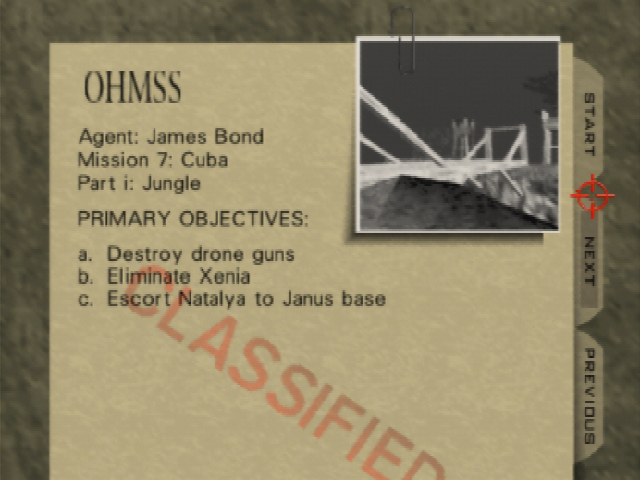 OHMSS
Agent: James Bond
Mission 7: Cuba
Part i: Jungle
PRIMARY OBJECTIVES:
a. Destroy drone guns
b. Eliminate Xenia
c. Escort Natalya to Janus base
CLASSIFIED
START
NEXT
PREVIOUS